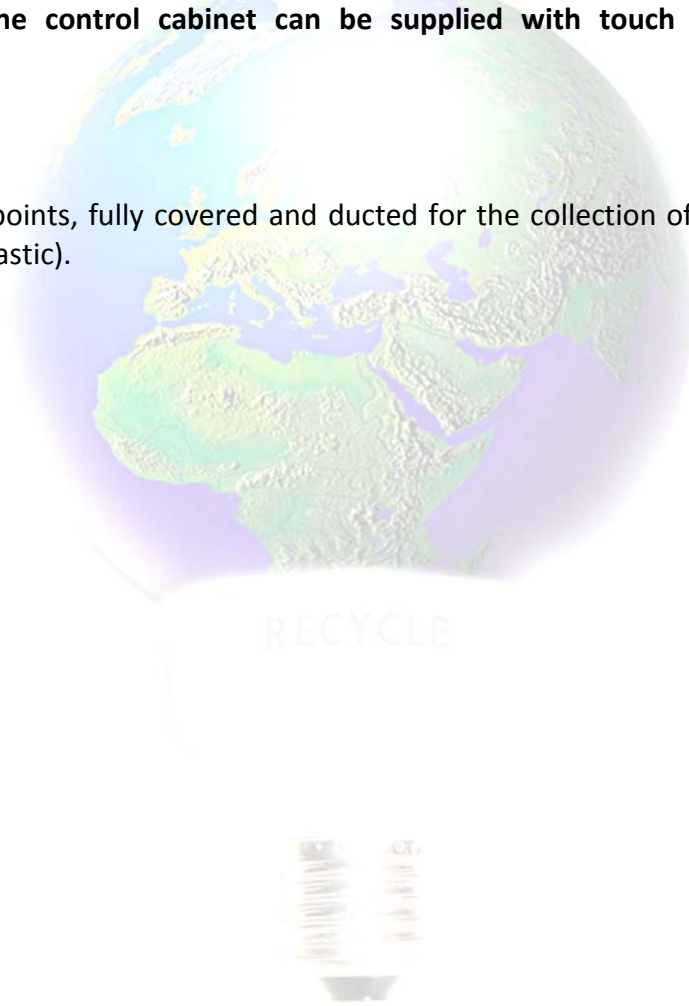 he control cabinet can be supplied with touch
points, fully covered and ducted for the collection of
astic).
RECYCLE